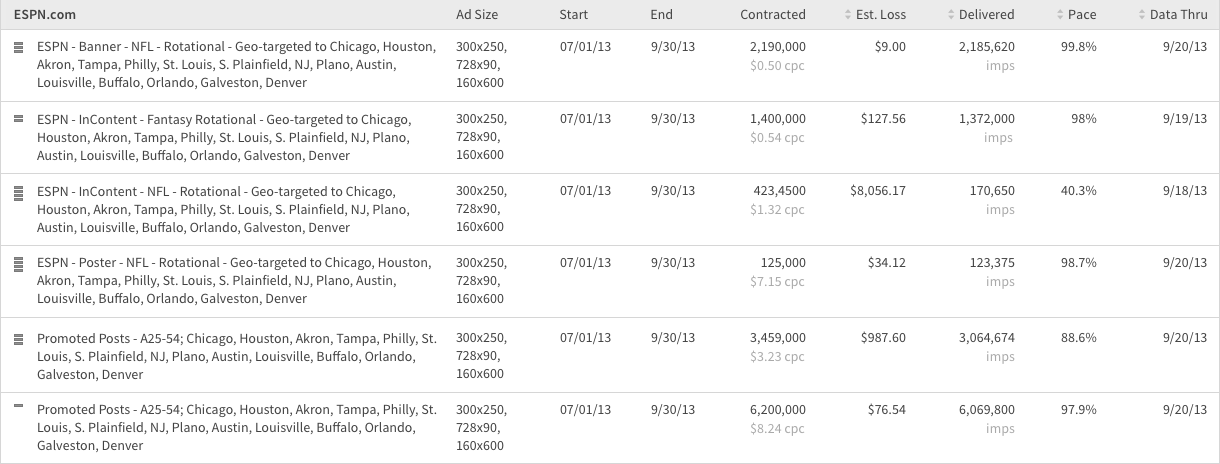 ESPN.com Ad Size Start End Contracted Est. Loss Delivered Pace Data Thru
ESPN - Banner - NFL - Rotational - Geo-targeted to Chicago, Houston, 300x250, 07/01/13 9/30/13 2,190,000 $9.00 2,185,620 99.8% 9/20/13
Akron, Tampa, Philly, St. Louis, S. Plainfield, NJ, Plano, Austin, 728x90, $0.50 cpc imps
Louisville, Buffalo, Orlando, Galveston, Denver 160x600
ESPN - InContent - Fantasy Rotational - Geo-targeted to Chicago, 300x250, 07/01/13 9/30/13 1,400,000 $127.56 1,372,000 98% 9/19/13
Houston, Akron, Tampa, Philly, St. Louis, S. Plainfield, NJ, Plano, 728x90, $0.54 cpc imps
Austin, Louisville, Buffalo, Orlando, Galveston, Denver 160x600
ESPN - InContent - NFL - Rotational - Geo-targeted to Chicago, 300x250, 07/01/13 9/30/13 423,4500 $8,056.17 170,650 40.3% 9/18/13
Houston, Akron, Tampa, Philly, St. Louis, S. Plainfield, NJ, Plano, 728x90, $1.32 cpc imps
Austin, Louisville, Buffalo, Orlando, Galveston, Denver 160x600
ESPN - Poster - NFL - Rotational - Geo-targeted to Chicago, Houston, 300x250, 07/01/13 9/30/13 125,000 $34.12 123,375 98.7% 9/20/13
Akron, Tampa, Philly, St. Louis, S. Plainfield, NJ, Plano, Austin, 728x90, $7.15 cpc imps
Louisville, Buffalo, Orlando, Galveston, Denver 160x600
Promoted Posts - A25-54; Chicago, Houston, Akron, Tampa, Philly, St. 300x250, 07/01/13 9/30/13 3,459,000 $987.60 3,064,674 88.6% 9/20/13
Louis, S. Plainfield, NJ, Plano, Austin, Louisville, Buffalo, Orlando, 728x90, $3.23 cpc imps
Galveston, Denver 160x600
Promoted Posts - A25-54; Chicago, Houston, Akron, Tampa, Philly, St. 300x250, 07/01/13 9/30/13 6,200,000 $76.54 6,069,800 97.9% 9/20/13
Louis, S. Plainfield, NJ, Plano, Austin, Louisville, Buffalo, Orlando, 728x90, $8.24 cpc imps
Galveston, Denver 160x600